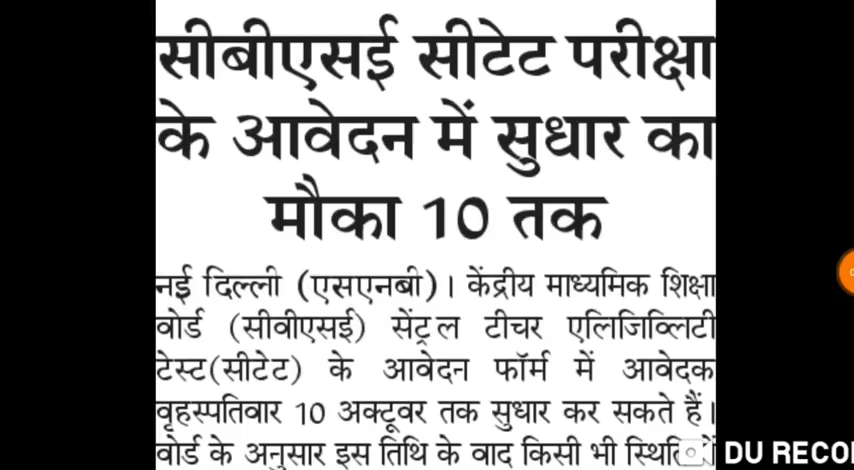 सीबीएसई सीटेट परीक्षा
के आवेदन में सुधार का
मौका 10 तक
नई दिल्ली (एसएनबी)। केंद्रीय माध्यमिक शिक्षा
वोर्ड (सीवीएसई) सेंट्रल टीचर एलिजिव्लिटी
टेस्ट(सीटेट) के आवेदन फॉर्म में आवेदक
वृहस्पतिवार 10 अक्टूवर तक सुधार कर सकते हैं।
वोर्ड के अनुसार इस तिथि के वाद किसी भी
DU RECO